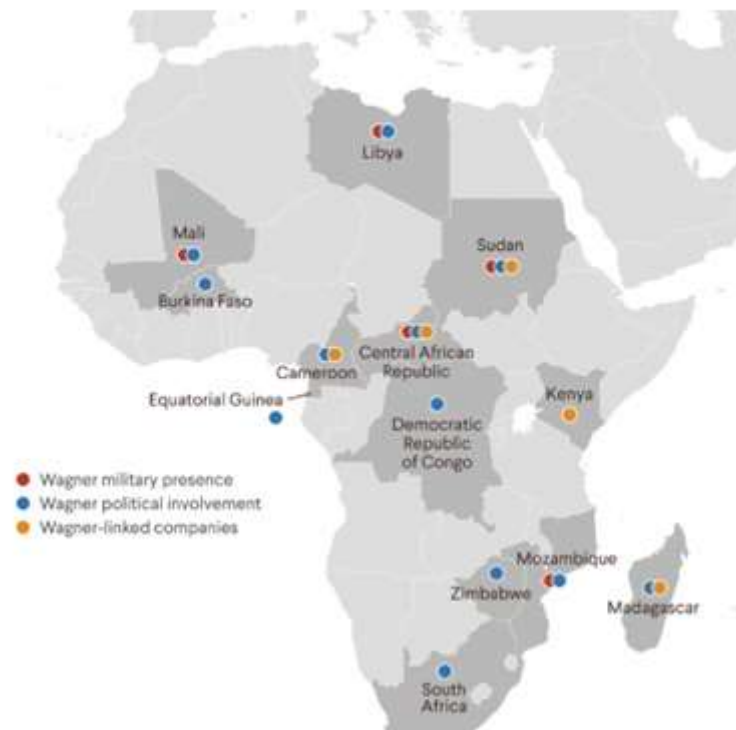 Libya
Mali
Sudan
Burkina Faso
Central African
Republic
Cameroon
Equatorial Guinea
Kenya
Democratic
Republic
of Congo
Wagner military presence
Wagner political involvement
Wagner-linked companies
Mozambique
Zimbabwe
Madagascar
South
Africa